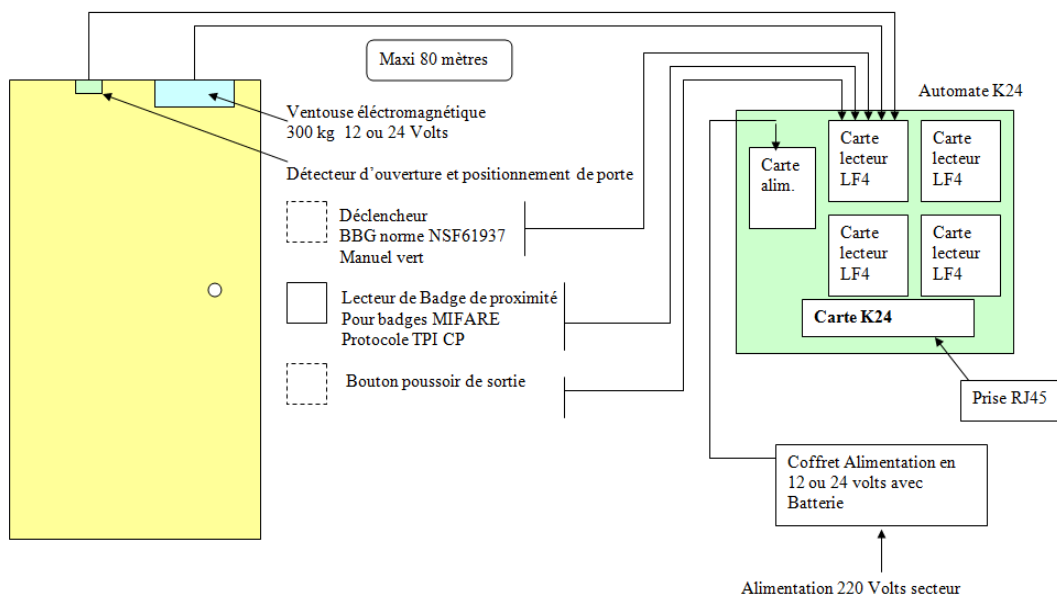 Maxi 80 mètres
Automate K24
Ventouse éléctromagnétique
300 kg 12 ou 24 Volts
Détecteur d'ouverture et positionnement de porte
Déclencheur
BBG norme NSF61937
Manuel vert
Lecteur de Badge de proximité
Pour badges MIFARE
Protocole TPI CP
Bouton poussoir de sortie
Carte
alim.
Carte
lecteur
LF4
Carte
lecteur
LF4
Carte
lecteur
LF4
Carte
lecteur
LF4
Carte K24
Prise RJ45
Coffret Alimentation en
12 ou 24 volts avec
Batterie
Alimentation 220 Volts secteur